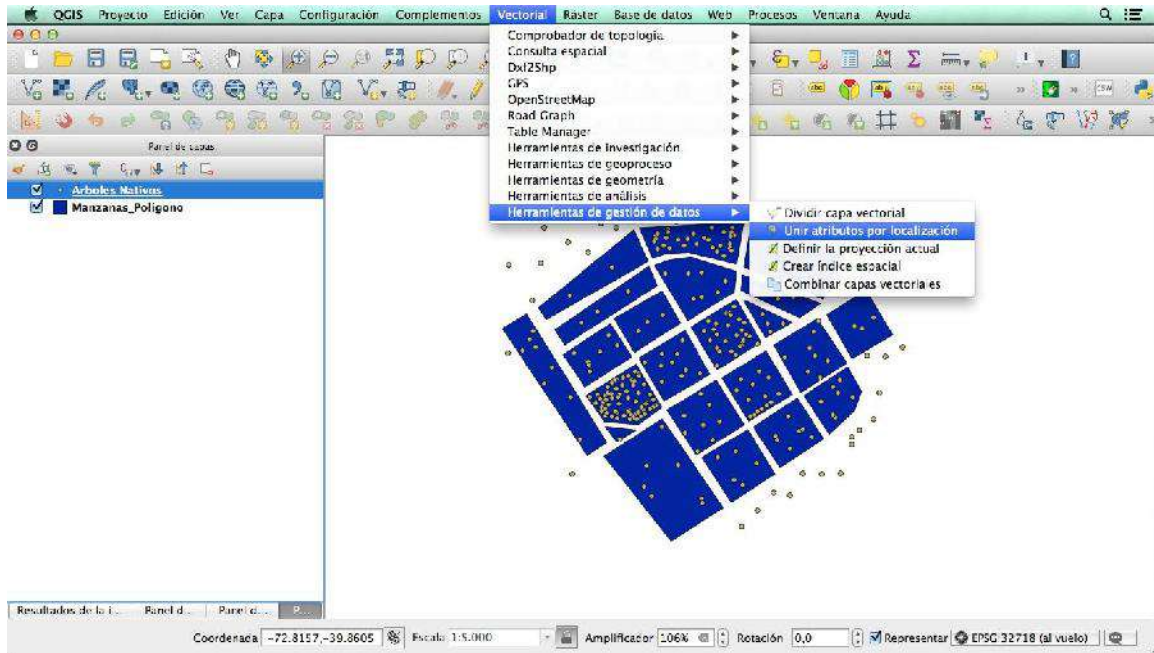 QGIS Proyecto Edición Ver Capa Configuración Complementos Vectorial Ráster Base de datos Web Procesos Ventana Ayuda
Comprobador de topología
Consulta espacial
Dxf2Shp
GPS
OpenStreetMap
Road Graph
Table Manager
Herramientas de investigación
Herramientas de geoproceso
Herramientas de geometría
Herramientas de análisis
Herramientas de gestión de datos
Dividir capa vectorial
Unir atributos por localización
Definir la proyección actual
Crear índice espacial
Combinar capas vectoriales
Panel de capas
Arboles Nativos
Manzanas_Poligono
Resultados de la i... Panel d... Panel d... P...
Coordenada -72.8157,-39.8605 Escala 1:5.000 Amplificador 106% Rotación 0,0 Representar EPSG 32718 (al vuelo)